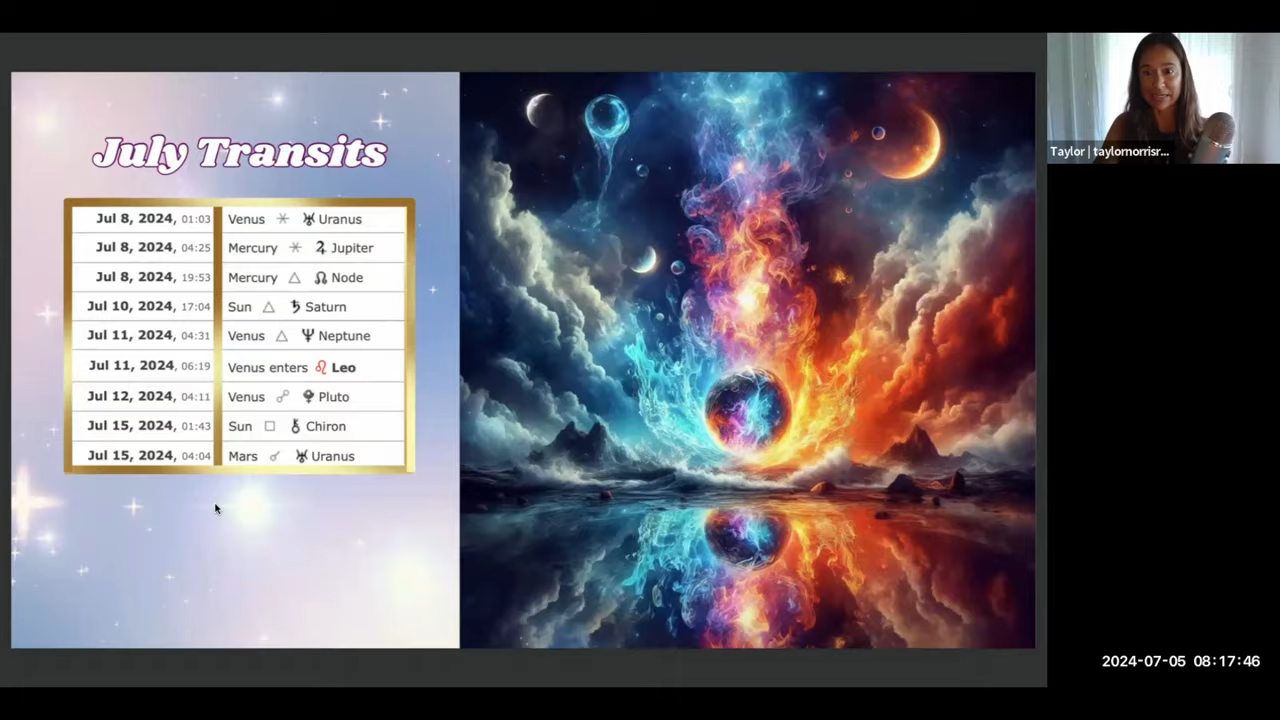 July Transits
Jul 8, 2024, 01:03 Venus ⚹ ♅ Uranus
Jul 8, 2024, 04:25 Mercury ⚹ ♃ Jupiter
Jul 8, 2024, 19:53 Mercury △ ☊ Node
Jul 10, 2024, 17:04 Sun △ ♄ Saturn
Jul 11, 2024, 04:31 Venus △ ♆ Neptune
Jul 11, 2024, 06:19 Venus enters ♌ Leo
Jul 12, 2024, 04:11 Venus ☍ ♇ Pluto
Jul 15, 2024, 01:43 Sun □ ⚷ Chiron
Jul 15, 2024, 04:04 Mars ☌ ♅ Uranus
Taylor | taylormorrisr...
2024-07-05 08:17:46